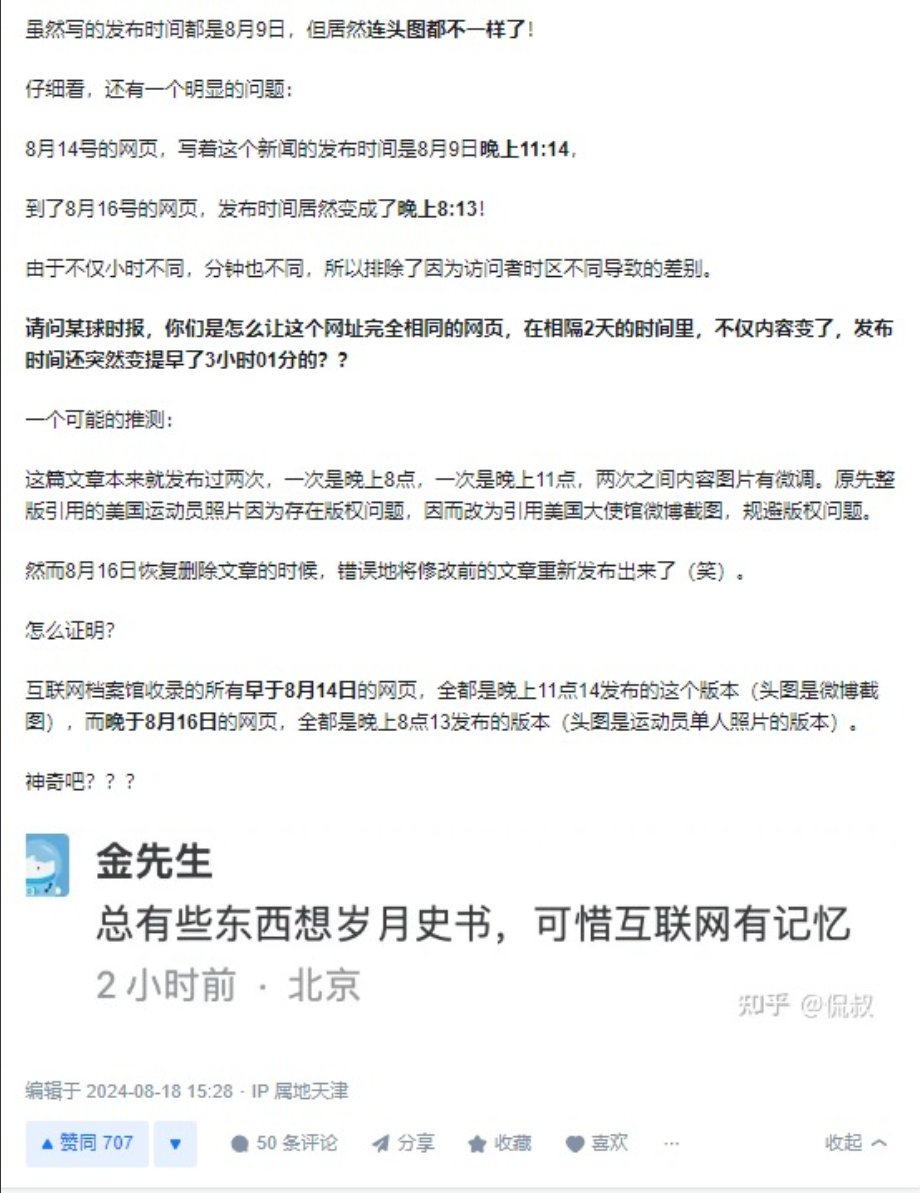 虽然写的发布时间都是8月9日，但居然连头图都不一样了！
仔细看，还有一个明显的问题：
8月14号的网页，写着这个新闻的发布时间是8月9日晚上11:14，
到了8月16号的网页，发布时间居然变成了晚上8:13！
由于不仅小时不同，分钟也不同，所以排除了因为访问者时区不同导致的差别。
请问某球时报，你们是怎么让这个网址完全相同的网页，在相隔2天的时间里，不仅内容变了，发布
时间还突然变提早了3小时01分的？？
一个可能的推测：
这篇文章本来就发布过两次，一次是晚上8点，一次是晚上11点，两次之间内容图片有微调。原先整
版引用的美国运动员照片因为存在版权问题，因而改为引用美国大使馆微博截图，规避版权问题。
然而8月16日恢复删除文章的时候，错误地将修改前的文章重新发布出来了（笑）。
怎么证明？
互联网档案馆收录的所有早于8月14日的网页，全都是晚上11点14发布的这个版本（头图是微博截
图），而晚于8月16日的网页，全都是晚上8点13发布的版本（头图是运动员单人照片的版本）。
神奇吧？？？
金先生
总有些东西想岁月史书，可惜互联网有记忆
2 小时前 · 北京
知乎 @侃叔
编辑于 2024-08-18 15:28 · IP 属地天津
▲ 赞同 707 ▼ 50 条评论 分享 收藏 喜欢 ··· 收起